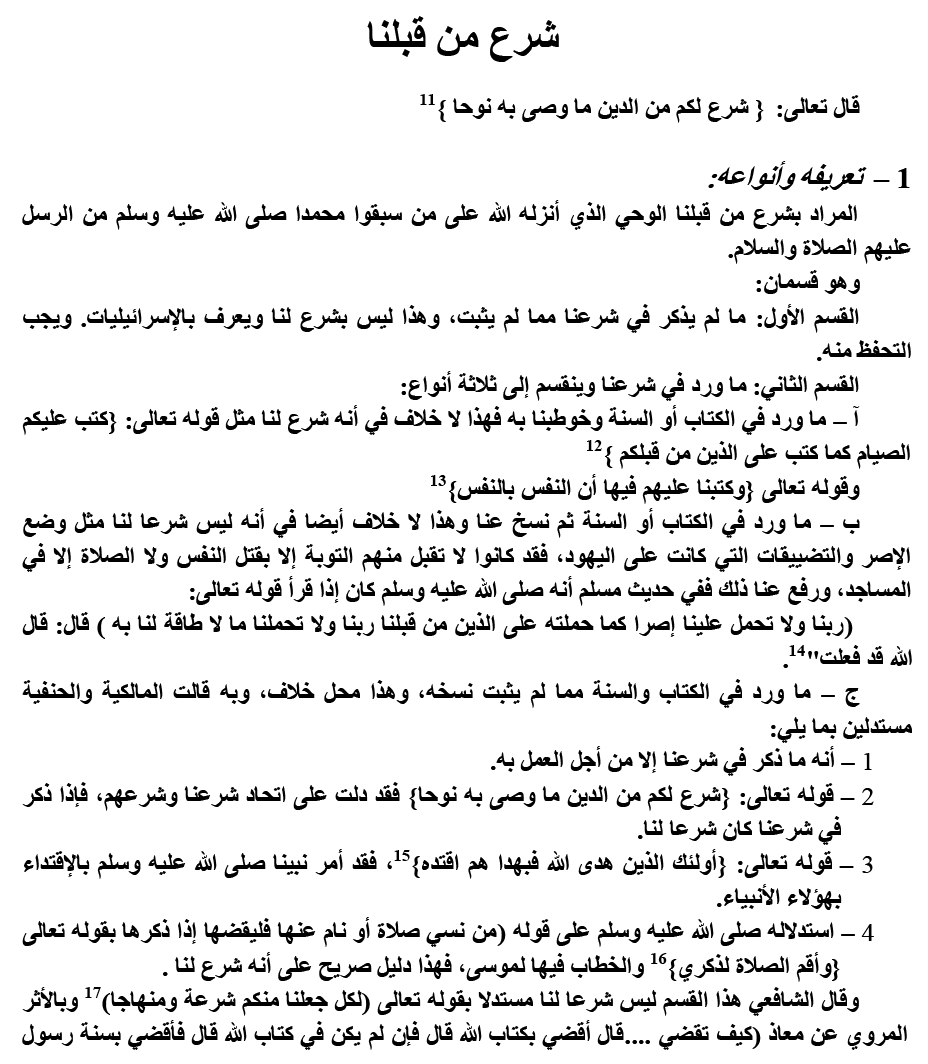 شرع من قبلنا
قال تعالى: { شرع لكم من الدين ما وصى به نوحا }11
1 – تعريفه وأنواعه:
المراد بشرع من قبلنا الوحي الذي أنزله الله على من سبقوا محمدا صلى الله عليه وسلم من الرسل
عليهم الصلاة والسلام.
وهو قسمان:
القسم الأول: ما لم يذكر في شرعنا مما لم يثبت، وهذا ليس بشرع لنا ويعرف بالإسرائيليات. ويجب
التحفظ منه.
القسم الثاني: ما ورد في شرعنا وينقسم إلى ثلاثة أنواع:
آ – ما ورد في الكتاب أو السنة وخوطبنا به فهذا لا خلاف في أنه شرع لنا مثل قوله تعالى: {كتب عليكم
الصيام كما كتب على الذين من قبلكم }12
وقوله تعالى {وكتبنا عليهم فيها أن النفس بالنفس}13
ب – ما ورد في الكتاب أو السنة ثم نسخ عنا وهذا لا خلاف أيضا في أنه ليس شرعا لنا مثل وضع
الإصر والتضييقات التي كانت على اليهود، فقد كانوا لا تقبل منهم التوبة إلا بقتل النفس ولا الصلاة إلا في
المساجد، ورفع عنا ذلك ففي حديث مسلم أنه صلى الله عليه وسلم كان إذا قرأ قوله تعالى:
(ربنا ولا تحمل علينا إصرا كما حملته على الذين من قبلنا ربنا ولا تحملنا ما لا طاقة لنا به ) قال: قال
الله قد فعلت"14.
ج – ما ورد في الكتاب والسنة مما لم يثبت نسخه، وهذا محل خلاف، وبه قالت المالكية والحنفية
مستدلين بما يلي:
1 – أنه ما ذكر في شرعنا إلا من أجل العمل به.
2 – قوله تعالى: {شرع لكم من الدين ما وصى به نوحا} فقد دلت على اتحاد شرعنا وشرعهم، فإذا ذكر
في شرعنا كان شرعا لنا.
3 – قوله تعالى: {أولئك الذين هدى الله فبهدا هم اقتده}15، فقد أمر نبينا صلى الله عليه وسلم بالإقتداء
بهؤلاء الأنبياء.
4 – استدلاله صلى الله عليه وسلم على قوله (من نسي صلاة أو نام عنها فليقضها إذا ذكرها بقوله تعالى
{وأقم الصلاة لذكري}16 والخطاب فيها لموسى، فهذا دليل صريح على أنه شرع لنا .
وقال الشافعي هذا القسم ليس شرعا لنا مستدلا بقوله تعالى (لكل جعلنا منكم شرعة ومنهاجا)17 وبالأثر
المروي عن معاذ (كيف تقضي ....قال أقضي بكتاب الله قال فإن لم يكن في كتاب الله قال فأقضي بسنة رسول